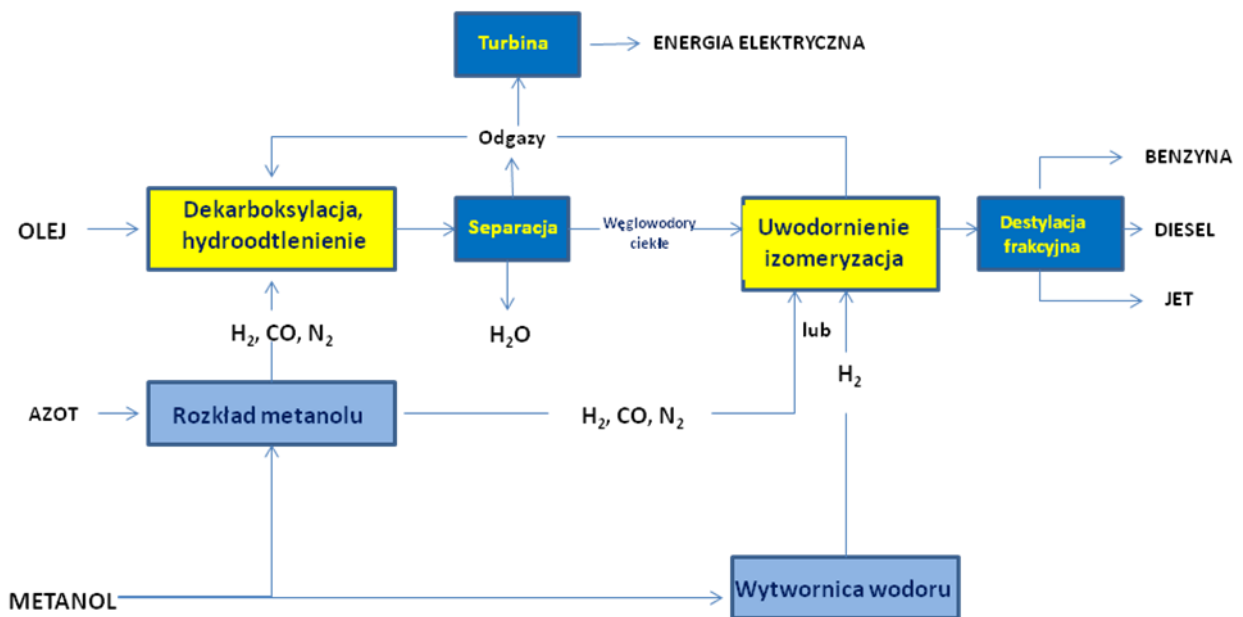 Turbina
ENERGIA ELEKTRYCZNA
Odgazy
BENZYNA
OLEJ
Dekarboksylacja,
hydroodtlenienie
Separacja
Węglowodory
ciekłe
Uwodornienie
izomeryzacja
Destylacja
frakcyjna
DIESEL
JET
H₂, CO, N₂
H₂O
lub
H₂
AZOT
Rozkład metanolu
H₂, CO, N₂
METANOL
Wytwornica wodoru